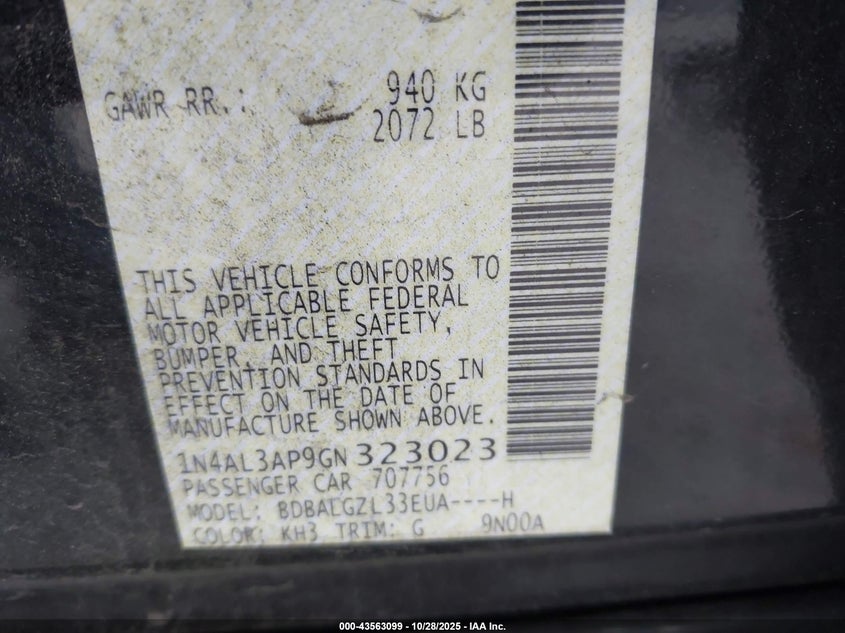 GAWR RR.: 940 KG
2072 LB
THIS VEHICLE CONFORMS TO
ALL APPLICABLE FEDERAL
MOTOR VEHICLE SAFETY,
BUMPER, AND THEFT
PREVENTION STANDARDS IN
EFFECT ON THE DATE OF
MANUFACTURE SHOWN ABOVE.
1N4AL3AP9GN323023
PASSENGER CAR 707756
MODEL: BDBALGZL33EUA----H
COLOR: KH3 TRIM: G 9N00A
000-43563099 - 10/28/2025 - IAA Inc.